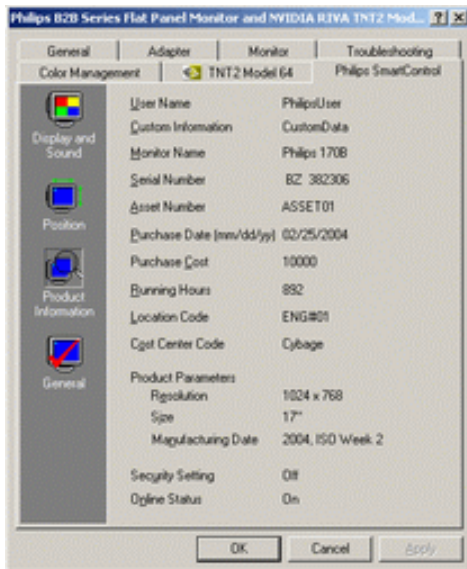 Philips B2B Series Flat Panel Monitor and NVIDIA RIVA TNT2 Mod...
General Adapter Monitor Troubleshooting
Color Management TNT2 Model 64 Philips SmartControl
Display and Sound
Position
Product Information
General
User Name PhilipsUser
Custom Information CustomData
Monitor Name Philips 170B
Serial Number BZ 382306
Asset Number ASSET01
Purchase Date (mm/dd/yy) 02/25/2004
Purchase Cost 10000
Running Hours 892
Location Code ENG#01
Cost Center Code Cybage
Product Parameters
Resolution 1024 x 768
Size 17"
Manufacturing Date 2004, ISO Week 2
Security Setting Off
Online Status On
OK Cancel Apply